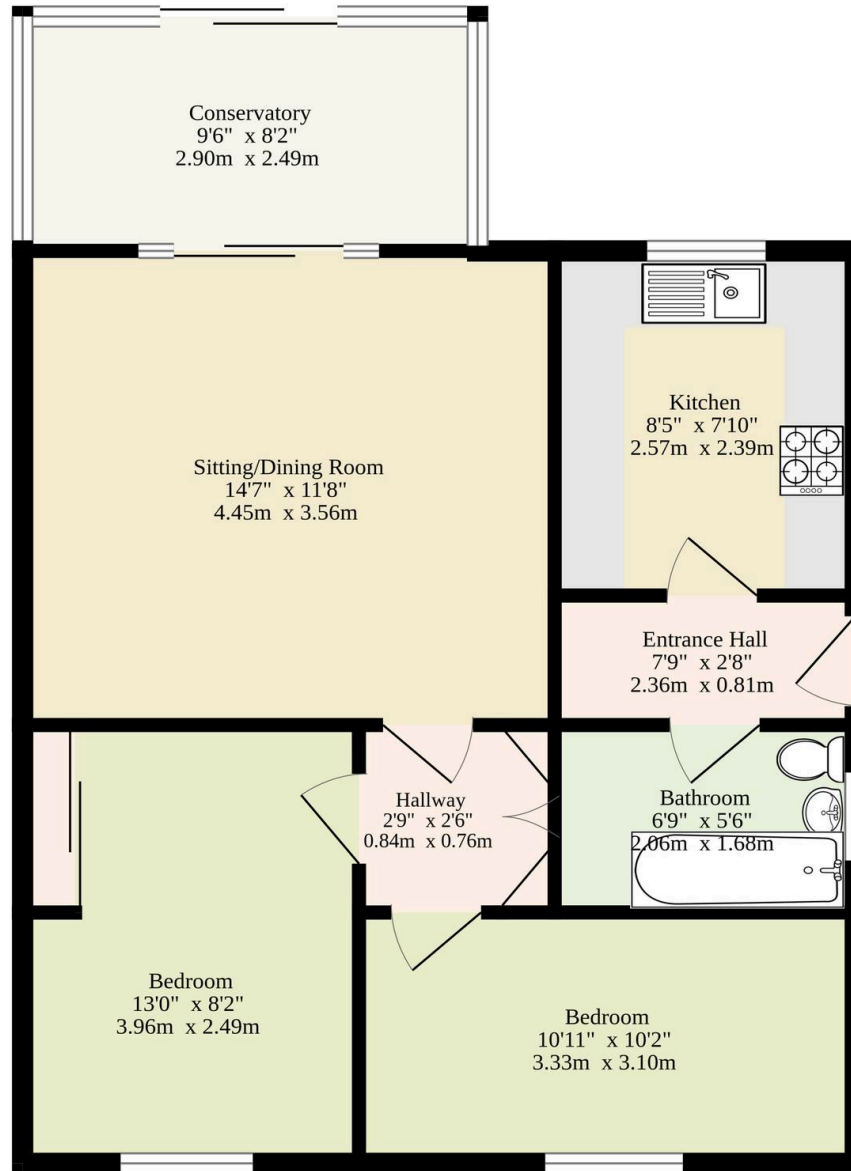 Conservatory
9'6" x 8'2"
2.90m x 2.49m
Kitchen
8'5" x 7'10"
2.57m x 2.39m
Sitting/Dining Room
14'7" x 11'8"
4.45m x 3.56m
Entrance Hall
7'9" x 2'8"
2.36m x 0.81m
Hallway
2'9" x 2'6"
0.84m x 0.76m
Bathroom
6'9" x 5'6"
2.06m x 1.68m
Bedroom
13'0" x 8'2"
3.96m x 2.49m
Bedroom
10'11" x 10'2"
3.33m x 3.10m